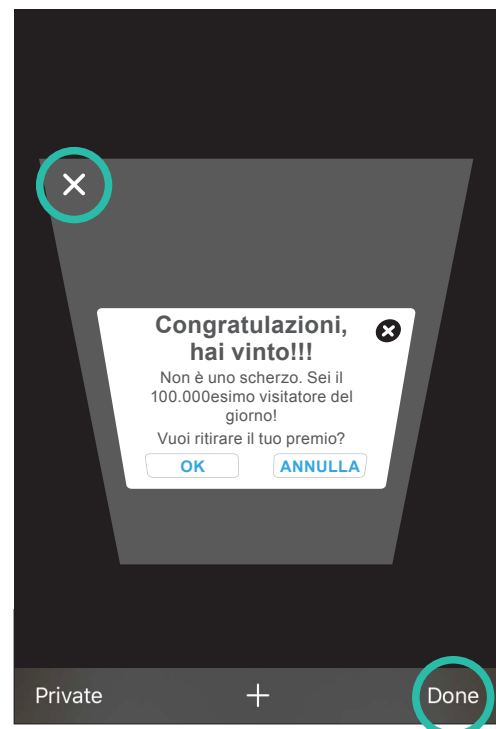 Congratulazioni,
hai vinto!!!
Non è uno scherzo. Sei il
100.000esimo visitatore del
giorno!
Vuoi ritirare il tuo premio?
OK ANNULLA
Private + Done